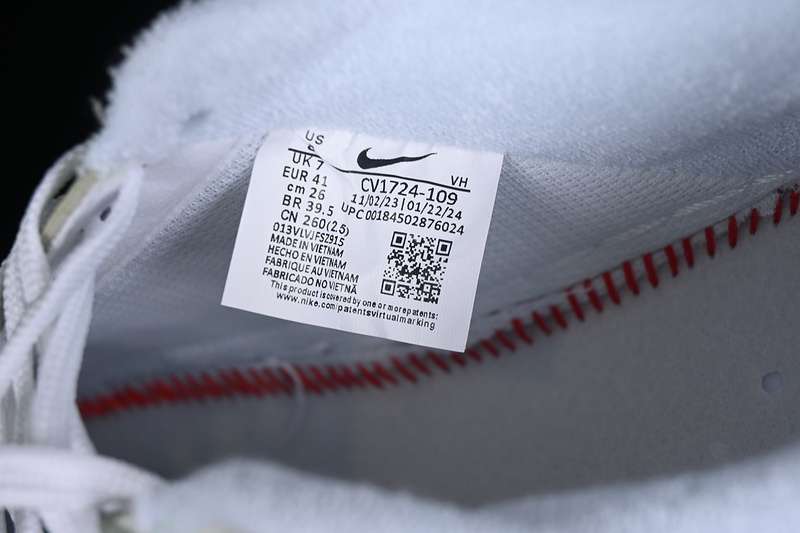 US 8
UK 7
EUR 41
cm 26
BR 39.5
CN 260(2.5)
013VLVJFS291S
MADE IN VIETNAM
HECHO EN VIETNAM
FABRIQUE AU VIETNAM
FABRICADO NO VIETNÃ
VH
CV1724-109
11/02/23|01/22/24
UPC 00184502876024
This product is covered by one or more patents:
www.nike.com/patentsvirtualmarking